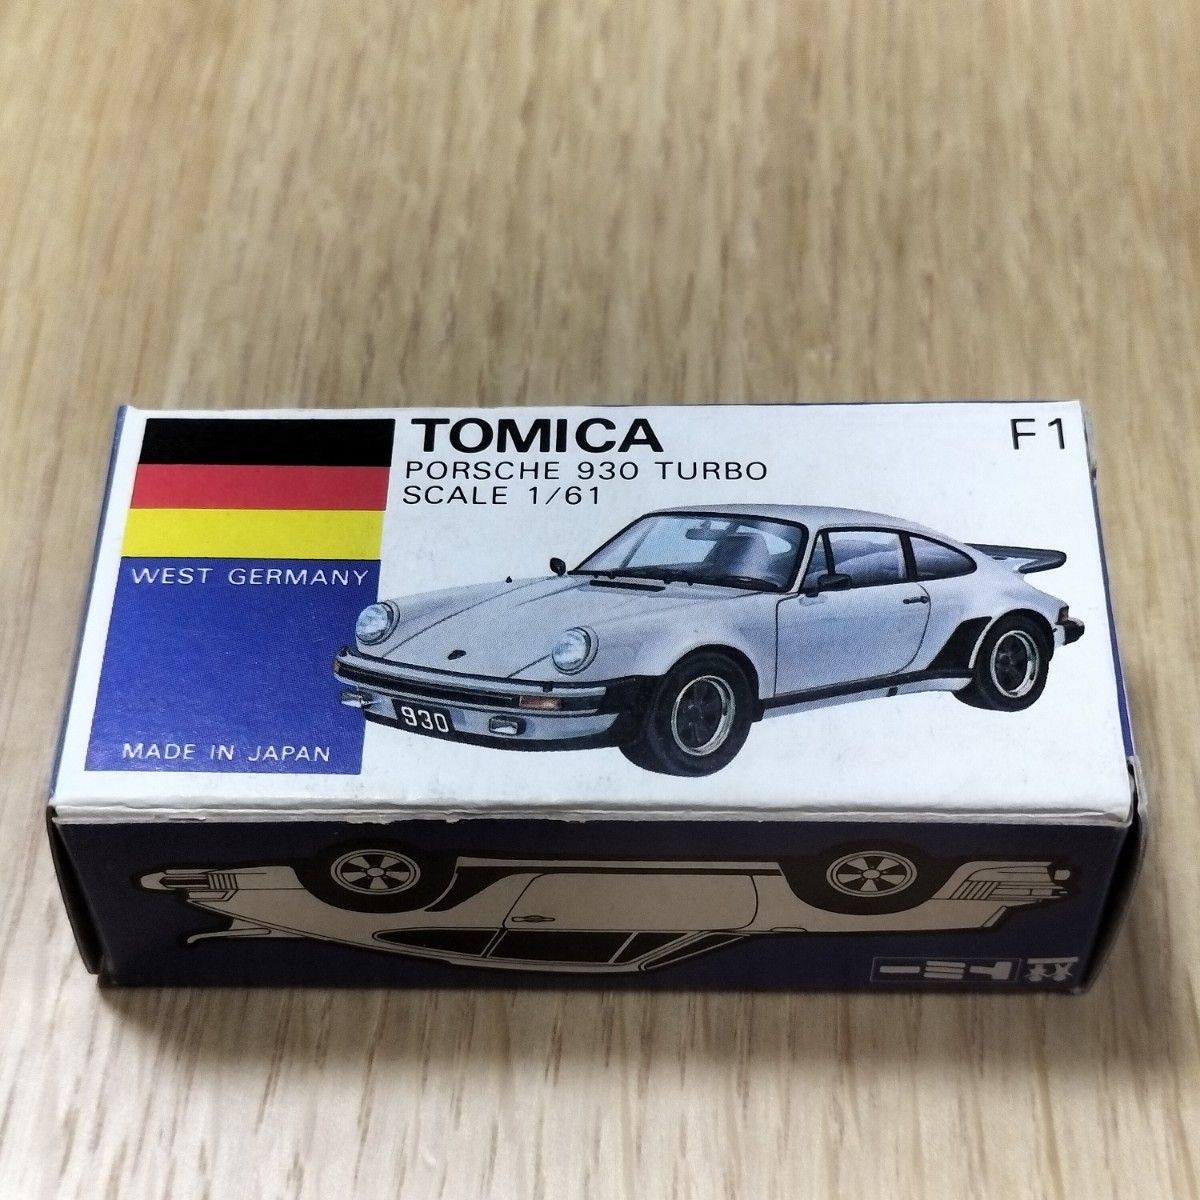 TOMICA
F1
PORSCHE 930 TURBO
SCALE 1/61
WEST GERMANY
930
MADE IN JAPAN
トミー